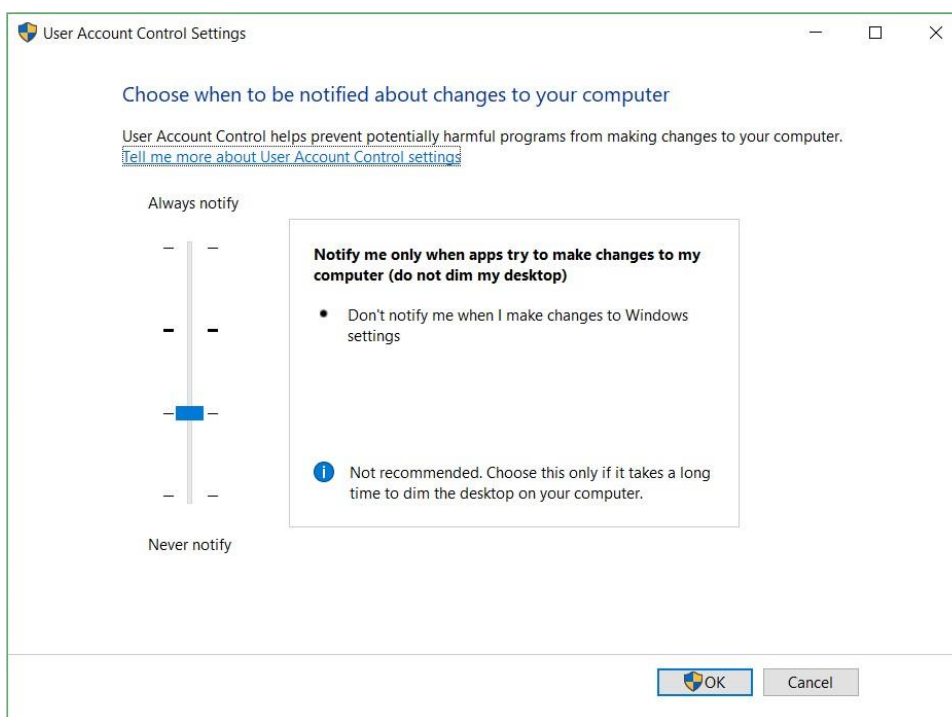 User Account Control Settings
Choose when to be notified about changes to your computer
User Account Control helps prevent potentially harmful programs from making changes to your computer.
Tell me more about User Account Control settings
Always notify
Notify me only when apps try to make changes to my
computer (do not dim my desktop)
• Don't notify me when I make changes to Windows
settings
Not recommended. Choose this only if it takes a long
time to dim the desktop on your computer.
Never notify
OK
Cancel